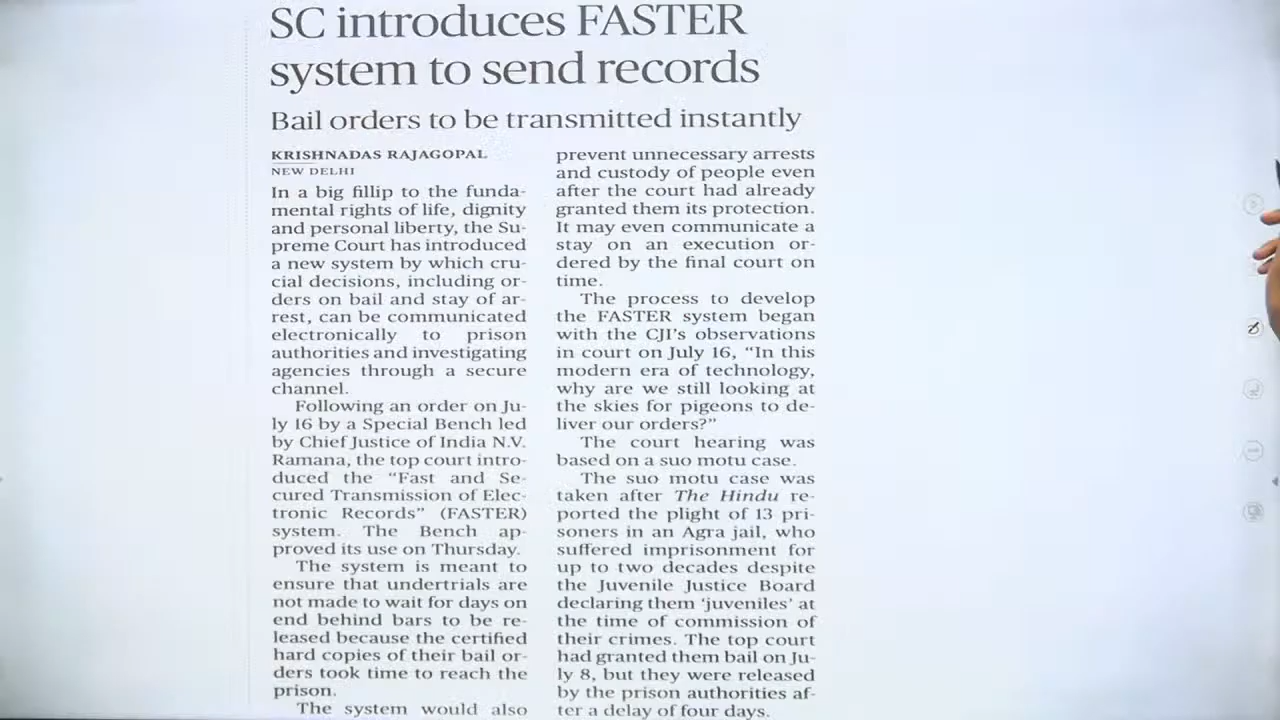 SC introduces FASTER
system to send records
Bail orders to be transmitted instantly
KRISHNADAS RAJAGOPAL
NEW DELHI
In a big fillip to the funda-
mental rights of life, dignity
and personal liberty, the Su-
preme Court has introduced
a new system by which cru-
cial decisions, including or-
ders on bail and stay of ar-
rest, can be communicated
electronically to prison
authorities and investigating
agencies through a secure
channel.
Following an order on Ju-
ly 16 by a Special Bench led
by Chief Justice of India N.V.
Ramana, the top court intro-
duced the “Fast and Se-
cured Transmission of Elec-
tronic Records” (FASTER)
system. The Bench ap-
proved its use on Thursday.
The system is meant to
ensure that undertrials are
not made to wait for days on
end behind bars to be re-
leased because the certified
hard copies of their bail or-
ders took time to reach the
prison.
The system would also
prevent unnecessary arrests
and custody of people even
after the court had already
granted them its protection.
It may even communicate a
stay on an execution or-
dered by the final court on
time.
The process to develop
the FASTER system began
with the CJI’s observations
in court on July 16, “In this
modern era of technology,
why are we still looking at
the skies for pigeons to de-
liver our orders?”
The court hearing was
based on a suo motu case.
The suo motu case was
taken after The Hindu re-
ported the plight of 13 pri-
soners in an Agra jail, who
suffered imprisonment for
up to two decades despite
the Juvenile Justice Board
declaring them ‘juveniles’ at
the time of commission of
their crimes. The top court
had granted them bail on Ju-
ly 8, but they were released
by the prison authorities af-
ter a delay of four days.